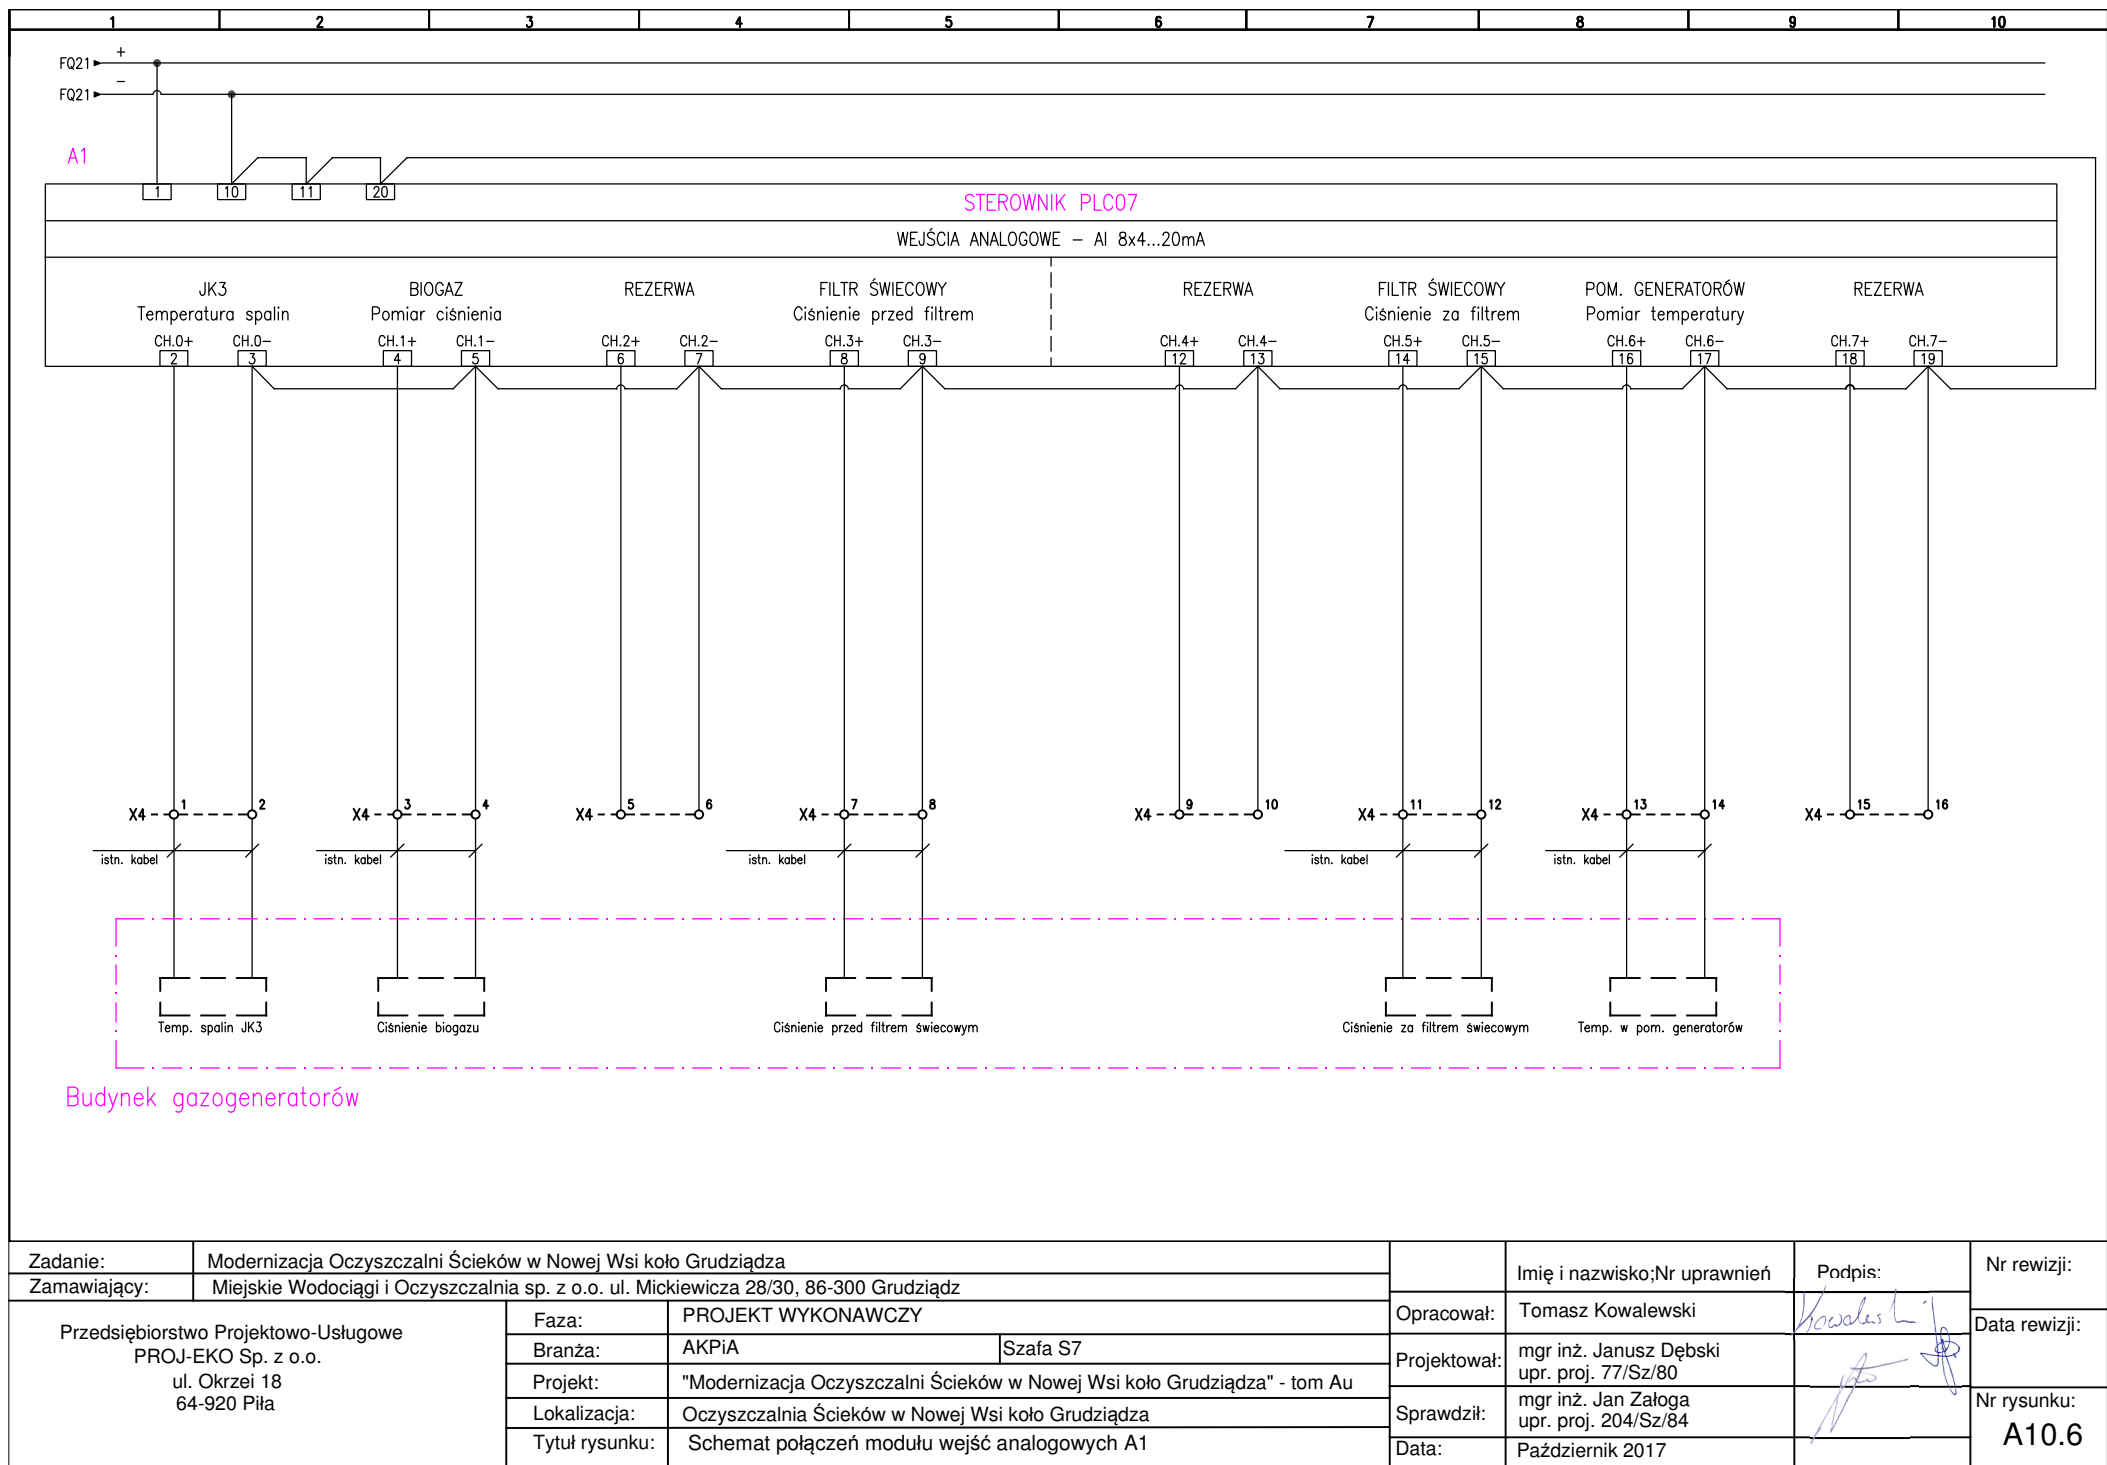 1 2 3 4 5 6 7 8 9 10
+
FQ21
−
FQ21
A1
1 10 11 20
STEROWNIK PLC07
WEJŚCIA ANALOGOWE − AI 8x4...20mA
JK3 BIOGAZ REZERWA FILTR ŚWIECOWY REZERWA FILTR ŚWIECOWY POM. GENERATORÓW REZERWA
Temperatura spalin Pomiar ciśnienia Ciśnienie przed filtrem Ciśnienie za filtrem Pomiar temperatury
CH.0+ CH.0− CH.1+ CH.1− CH.2+ CH.2− CH.3+ CH.3− CH.4+ CH.4− CH.5+ CH.5− CH.6+ CH.6− CH.7+ CH.7−
2 3 4 5 6 7 8 9 12 13 14 15 16 17 18 19
X4 1 2 X4 3 4 X4 5 6 X4 7 8 X4 9 10 X4 11 12 X4 13 14 X4 15 16
istn. kabel istn. kabel istn. kabel istn. kabel istn. kabel
Temp. spalin JK3 Ciśnienie biogazu Ciśnienie przed filtrem świecowym Ciśnienie za filtrem świecowym Temp. w pom. generatorów
Budynek gazogeneratorów
Zadanie: Modernizacja Oczyszczalni Ścieków w Nowej Wsi koło Grudziądza
Zamawiający: Miejskie Wodociągi i Oczyszczalnia sp. z o.o. ul. Mickiewicza 28/30, 86-300 Grudziądz
Przedsiębiorstwo Projektowo-Usługowe
PROJ-EKO Sp. z o.o.
ul. Okrzei 18
64-920 Piła
Faza: PROJEKT WYKONAWCZY
Branża: AKPiA Szafa S7
Projekt: "Modernizacja Oczyszczalni Ścieków w Nowej Wsi koło Grudziądza" - tom Au
Lokalizacja: Oczyszczalnia Ścieków w Nowej Wsi koło Grudziądza
Tytuł rysunku: Schemat połączeń modułu wejść analogowych A1
Imię i nazwisko;Nr uprawnień Podpis:
Opracował: Tomasz Kowalewski
Projektował: mgr inż. Janusz Dębski
upr. proj. 77/Sz/80
Sprawdził: mgr inż. Jan Załoga
upr. proj. 204/Sz/84
Data: Październik 2017
Nr rewizji:
Data rewizji:
Nr rysunku:
A10.6